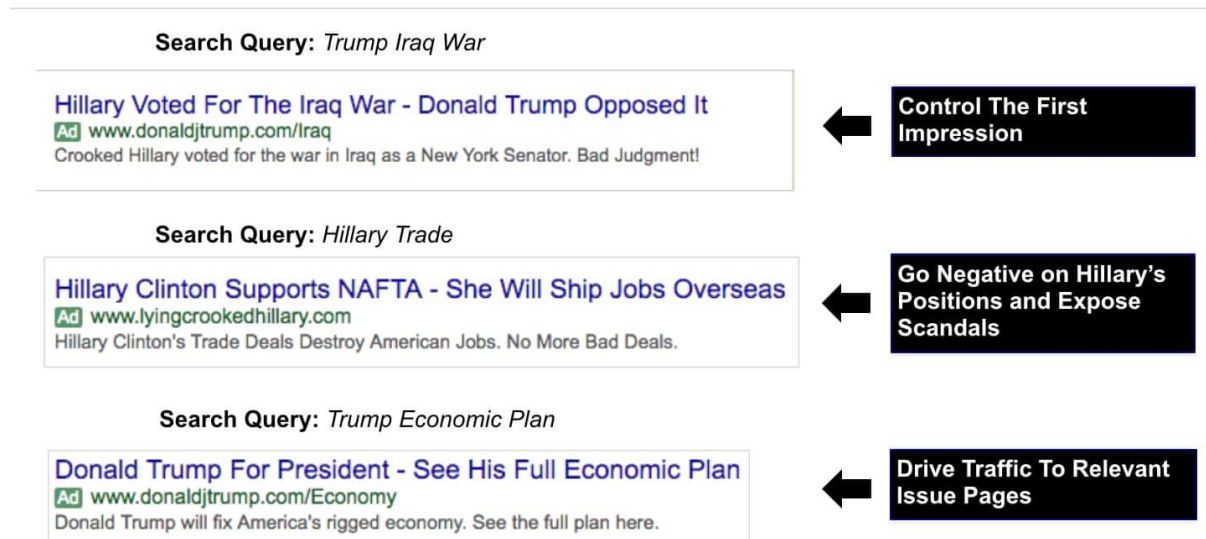 Search Query: Trump Iraq War
Hillary Voted For The Iraq War - Donald Trump Opposed It
Ad www.donaldjtrump.com/Iraq
Crooked Hillary voted for the war in Iraq as a New York Senator. Bad Judgment!
Control The First
Impression
Search Query: Hillary Trade
Hillary Clinton Supports NAFTA - She Will Ship Jobs Overseas
Ad www.lyingcrookedhillary.com
Hillary Clinton's Trade Deals Destroy American Jobs. No More Bad Deals.
Go Negative on Hillary’s
Positions and Expose
Scandals
Search Query: Trump Economic Plan
Donald Trump For President - See His Full Economic Plan
Ad www.donaldjtrump.com/Economy
Donald Trump will fix America's rigged economy. See the full plan here.
Drive Traffic To Relevant
Issue Pages